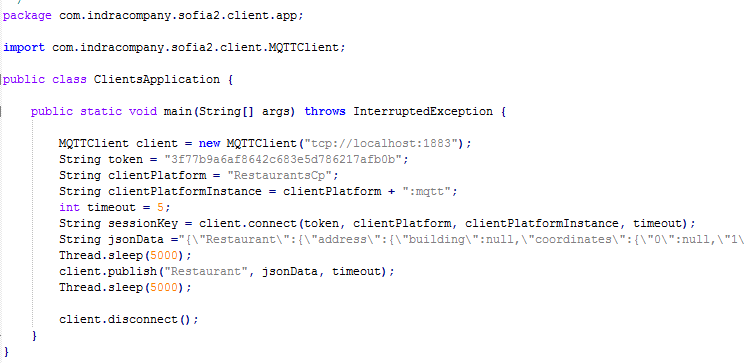 package com.indracompany.sofia2.client.app;
import com.indracompany.sofia2.client.MQTTClient;
public class ClientsApplication {
public static void main(String[] args) throws InterruptedException {
MQTTClient client = new MQTTClient("tcp://localhost:1883");
String token = "3f77b9a6af8642c683e5d786217afb0b";
String clientPlatform = "RestaurantsCp";
String clientPlatformInstance = clientPlatform + ":mqtt";
int timeout = 5;
String sessionKey = client.connect(token, clientPlatform, clientPlatformInstance, timeout);
String jsonData ="{\"Restaurant\":{\"address\":{\"building\":null,\"coordinates\":{\"0\":null,\"1\
Thread.sleep(5000);
client.publish("Restaurant", jsonData, timeout);
Thread.sleep(5000);
client.disconnect();
}
}